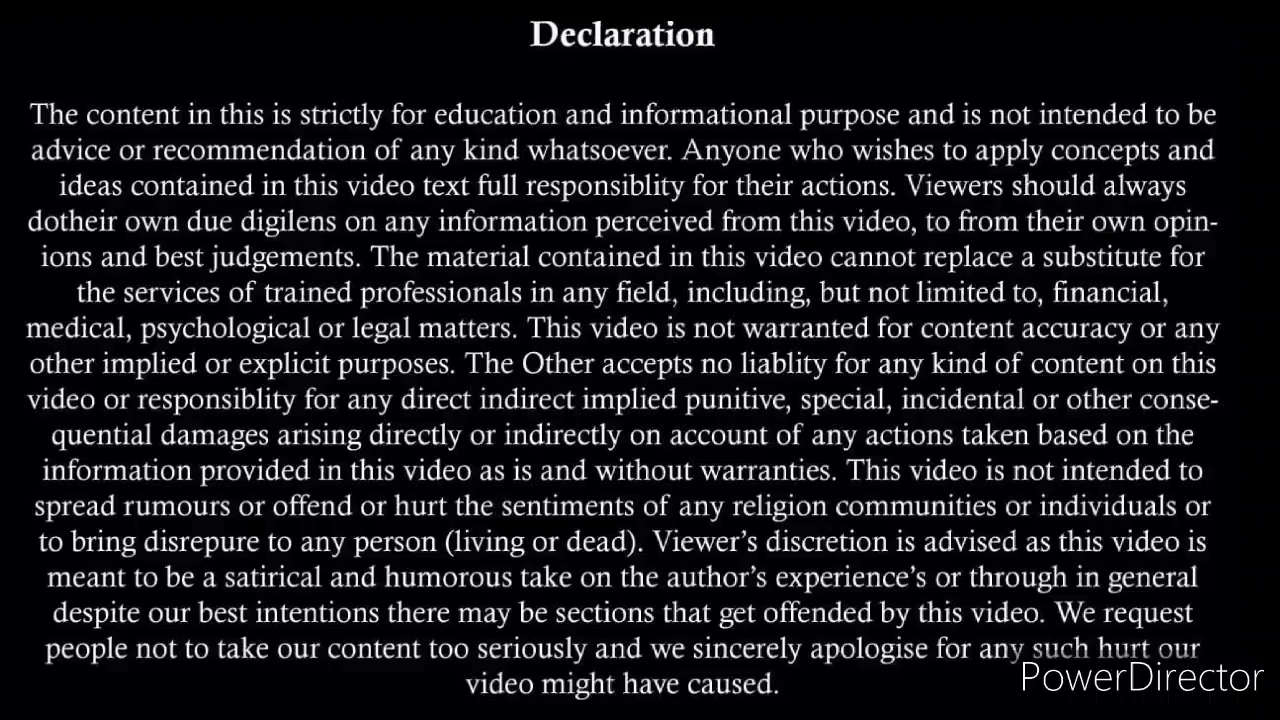 Declaration
The content in this is strictly for education and informational purpose and is not intended to be
advice or recommendation of any kind whatsoever. Anyone who wishes to apply concepts and
ideas contained in this video text full responsiblity for their actions. Viewers should always
dotheir own due digilens on any information perceived from this video, to from their own opin-
ions and best judgements. The material contained in this video cannot replace a substitute for
the services of trained professionals in any field, including, but not limited to, financial,
medical, psychological or legal matters. This video is not warranted for content accuracy or any
other implied or explicit purposes. The Other accepts no liablity for any kind of content on this
video or responsiblity for any direct indirect implied punitive, special, incidental or other conse-
quential damages arising directly or indirectly on account of any actions taken based on the
information provided in this video as is and without warranties. This video is not intended to
spread rumours or offend or hurt the sentiments of any religion communities or individuals or
to bring disrepure to any person (living or dead). Viewer's discretion is advised as this video is
meant to be a satirical and humorous take on the author's experience's or through in general
despite our best intentions there may be sections that get offended by this video. We request
people not to take our content too seriously and we sincerely apologise for any such hurt our
video might have caused.
PowerDirector